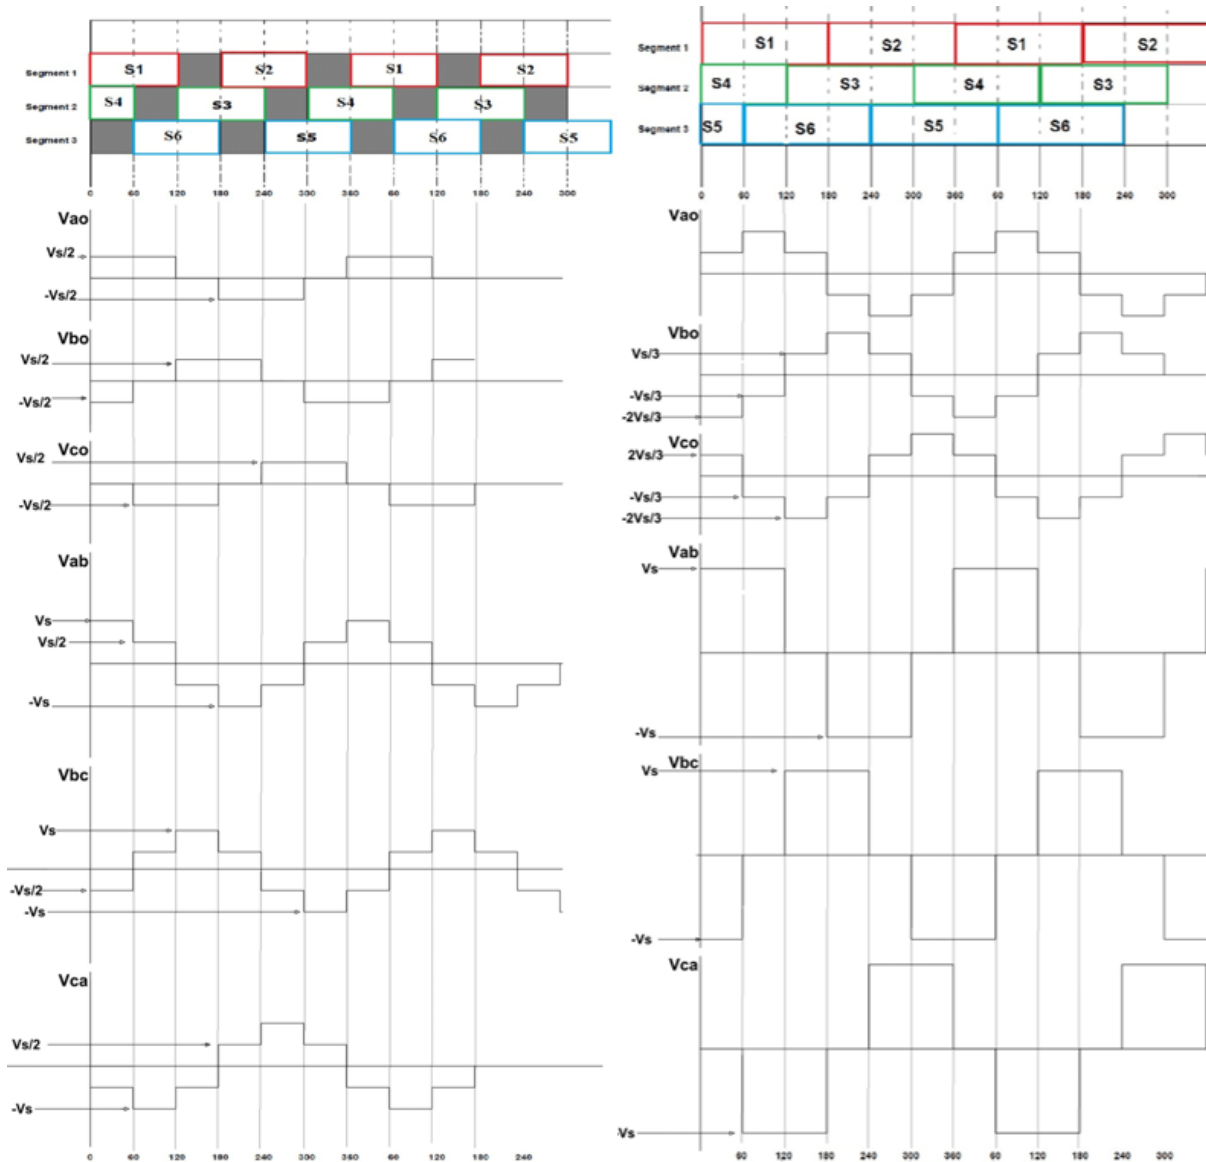 Segment 1 S1 S2 S1 S2
Segment 2 S4 S3 S4 S3
Segment 3 S6 S5 S6 S5
0 60 120 180 240 300 360 60 120 180 240 300
Vao
Vs/2
-Vs/2
Vbo
Vs/2
-Vs/2
Vco
Vs/2
-Vs/2
Vab
Vs
Vs/2
-Vs
Vbc
Vs
-Vs/2
-Vs
Vca
Vs/2
-Vs
0 60 120 180 240 300 360 60 120 180 240 300
Segment 1 S1 S2 S1 S2
Segment 2 S4 S3 S4 S3
Segment 3 S5 S6 S5 S6
0 60 120 180 240 300 360 60 120 180 240 300
Vao
Vbo
Vs/3
-Vs/3
-2Vs/3
Vco
2Vs/3
-Vs/3
-2Vs/3
Vab
Vs
-Vs
Vbc
Vs
-Vs
Vca
-Vs
60 120 180 240 300 360 60 120 180 240 300